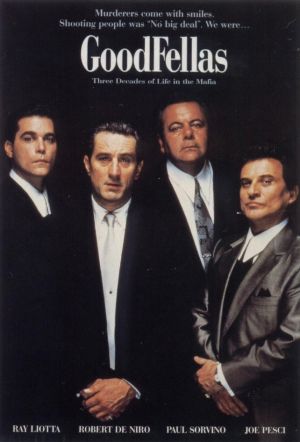 Murderers come with smiles.
Shooting people was "No big deal". We were...
GoodFellas
Three Decades of Life in the Mafia
RAY LIOTTA ROBERT DE NIRO PAUL SORVINO JOE PESCI